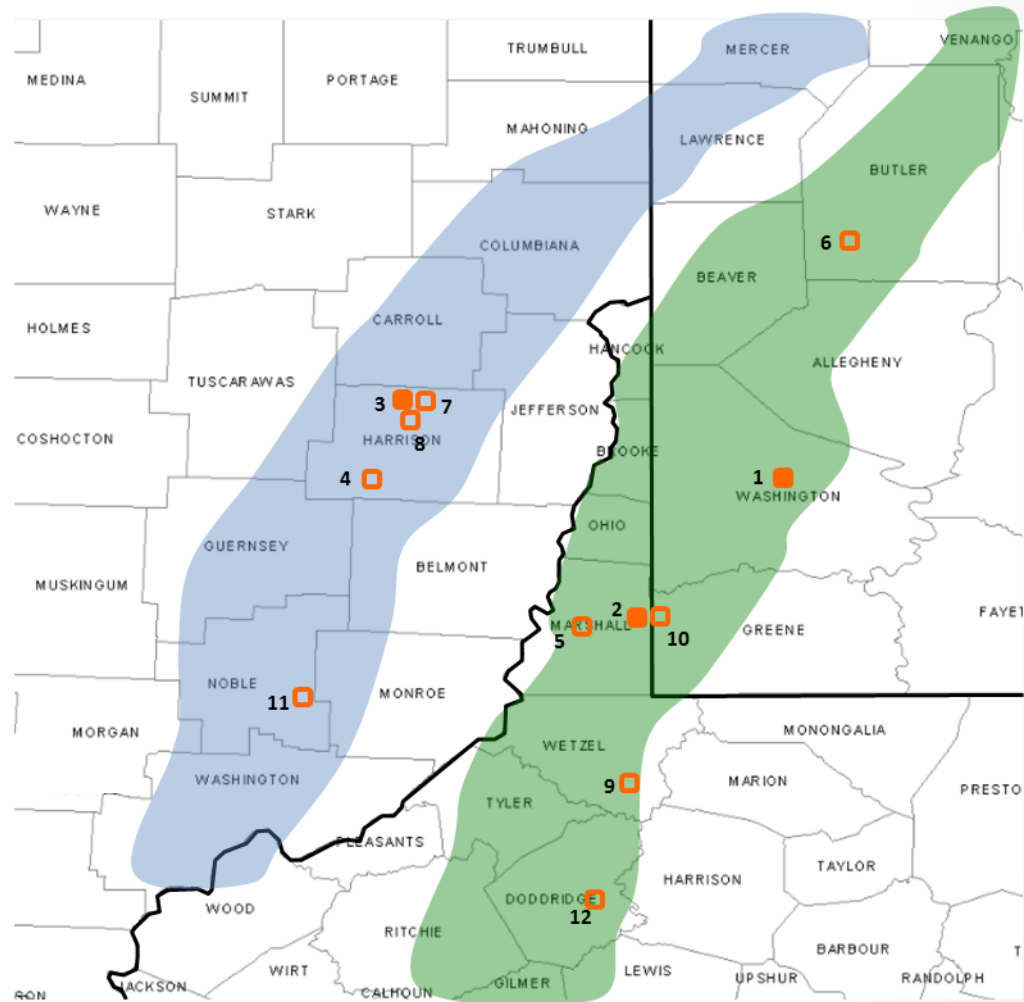 TRUMBULL
MERCER
VENANGO
MEDINA
PORTAGE
SUMMIT
MAHONING
LAWRENCE
BUTLER
WAYNE
STARK
COLUMBIANA
6
BEAVER
HOLMES
CARROLL
HANCOCK
ALLEGHENY
TUSCARAWAS
3
7
JEFFERSON
COSHOCTON
HARRISON
8
BROOKE
4
1
WASHINGTON
OHIO
GUERNSEY
BELMONT
MUSKINGUM
2
FAYET
MARSHALL
5
10
GREENE
NOBLE
11
MONROE
MORGAN
MONONGALIA
WETZEL
WASHINGTON
9
MARION
PRESTO
TYLER
PLEASANTS
TAYLOR
HARRISON
DODDRIDGE
12
WOOD
RITCHIE
BARBOUR
T
WIRT
LEWIS
UPSHUR
RANDOLPH
JACKSON
GILMER
CALHOUN